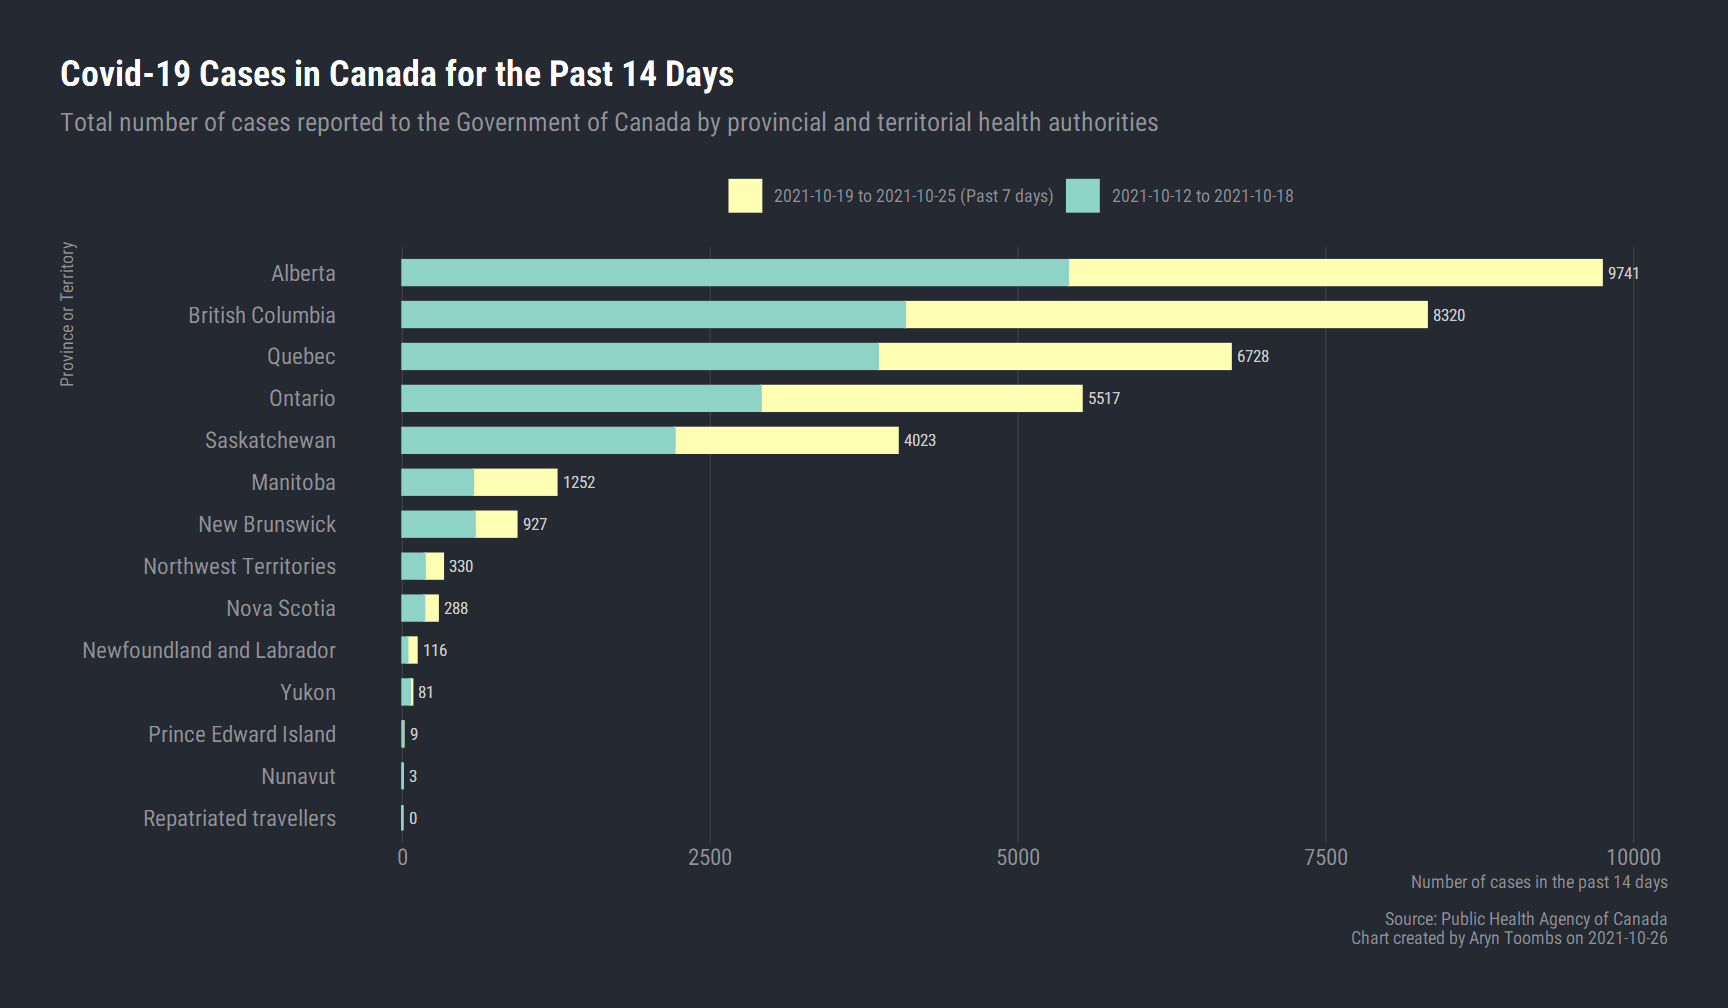 Covid-19 Cases in Canada for the Past 14 Days
Total number of cases reported to the Government of Canada by provincial and territorial health authorities
2021-10-19 to 2021-10-25 (Past 7 days) 2021-10-12 to 2021-10-18
Province or Territory
Alberta 9741
British Columbia 8320
Quebec 6728
Ontario 5517
Saskatchewan 4023
Manitoba 1252
New Brunswick 927
Northwest Territories 330
Nova Scotia 288
Newfoundland and Labrador 116
Yukon 81
Prince Edward Island 9
Nunavut 3
Repatriated travellers 0
0 2500 5000 7500 10000
Number of cases in the past 14 days
Source: Public Health Agency of Canada
Chart created by Aryn Toombs on 2021-10-26